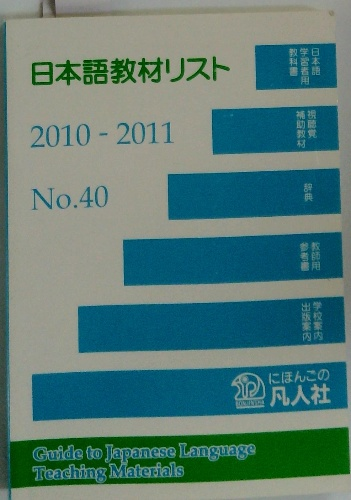 日本語教材リスト
2010 - 2011
No.40
日本語
学習者用
教科書
視聴覚
補助教材
辞典
教師用
参考書
学校案内
出版案内
にほんごの
凡人社
Guide to Japanese Language
Teaching Materials